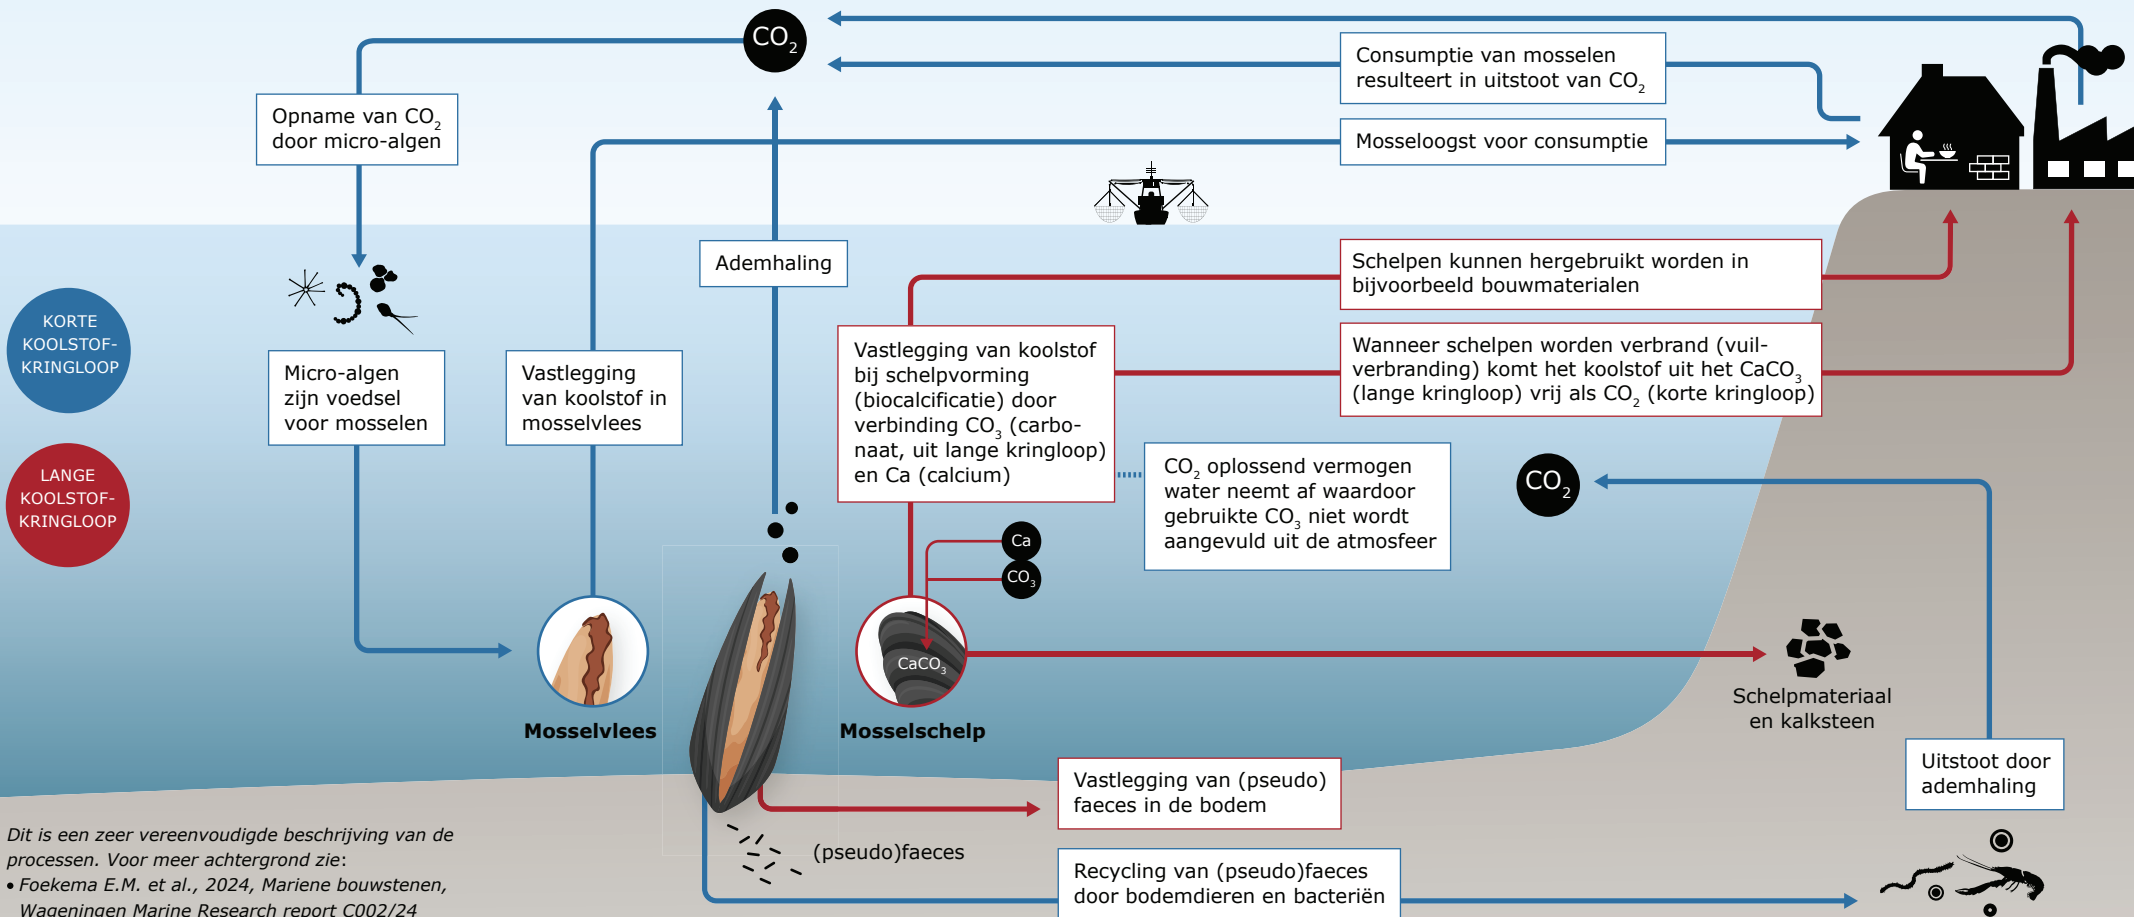 CO2
Consumptie van mosselen
resulteert in uitstoot van CO2
Opname van CO2
door micro-algen
Mosseloogst voor consumptie
Ademhaling
Schelpen kunnen hergebruikt worden in
bijvoorbeeld bouwmaterialen
KORTE
KOOLSTOF-
KRINGLOOP
Micro-algen
zijn voedsel
voor mosselen
Vastlegging
van koolstof in
mosselvlees
Vastlegging van koolstof
bij schelpvorming
(biocalcificatie) door
verbinding CO3 (carbo-
naat, uit lange kringloop)
en Ca (calcium)
Wanneer schelpen worden verbrand (vuil-
verbranding) komt het koolstof uit het CaCO3
(lange kringloop) vrij als CO2 (korte kringloop)
LANGE
KOOLSTOF-
KRINGLOOP
CO2 oplossend vermogen
water neemt af waardoor
gebruikte CO3 niet wordt
aangevuld uit de atmosfeer
CO2
Ca
CO3
CaCO3
Mosselvlees
Mosselschelp
Schelpmateriaal
en kalksteen
Uitstoot door
ademhaling
Vastlegging van (pseudo)
faeces in de bodem
(pseudo)faeces
Recycling van (pseudo)faeces
door bodemdieren en bacteriën
Dit is een zeer vereenvoudigde beschrijving van de
processen. Voor meer achtergrond zie:
• Foekema E.M. et al., 2024, Mariene bouwstenen,
Wageningen Marine Research report C002/24